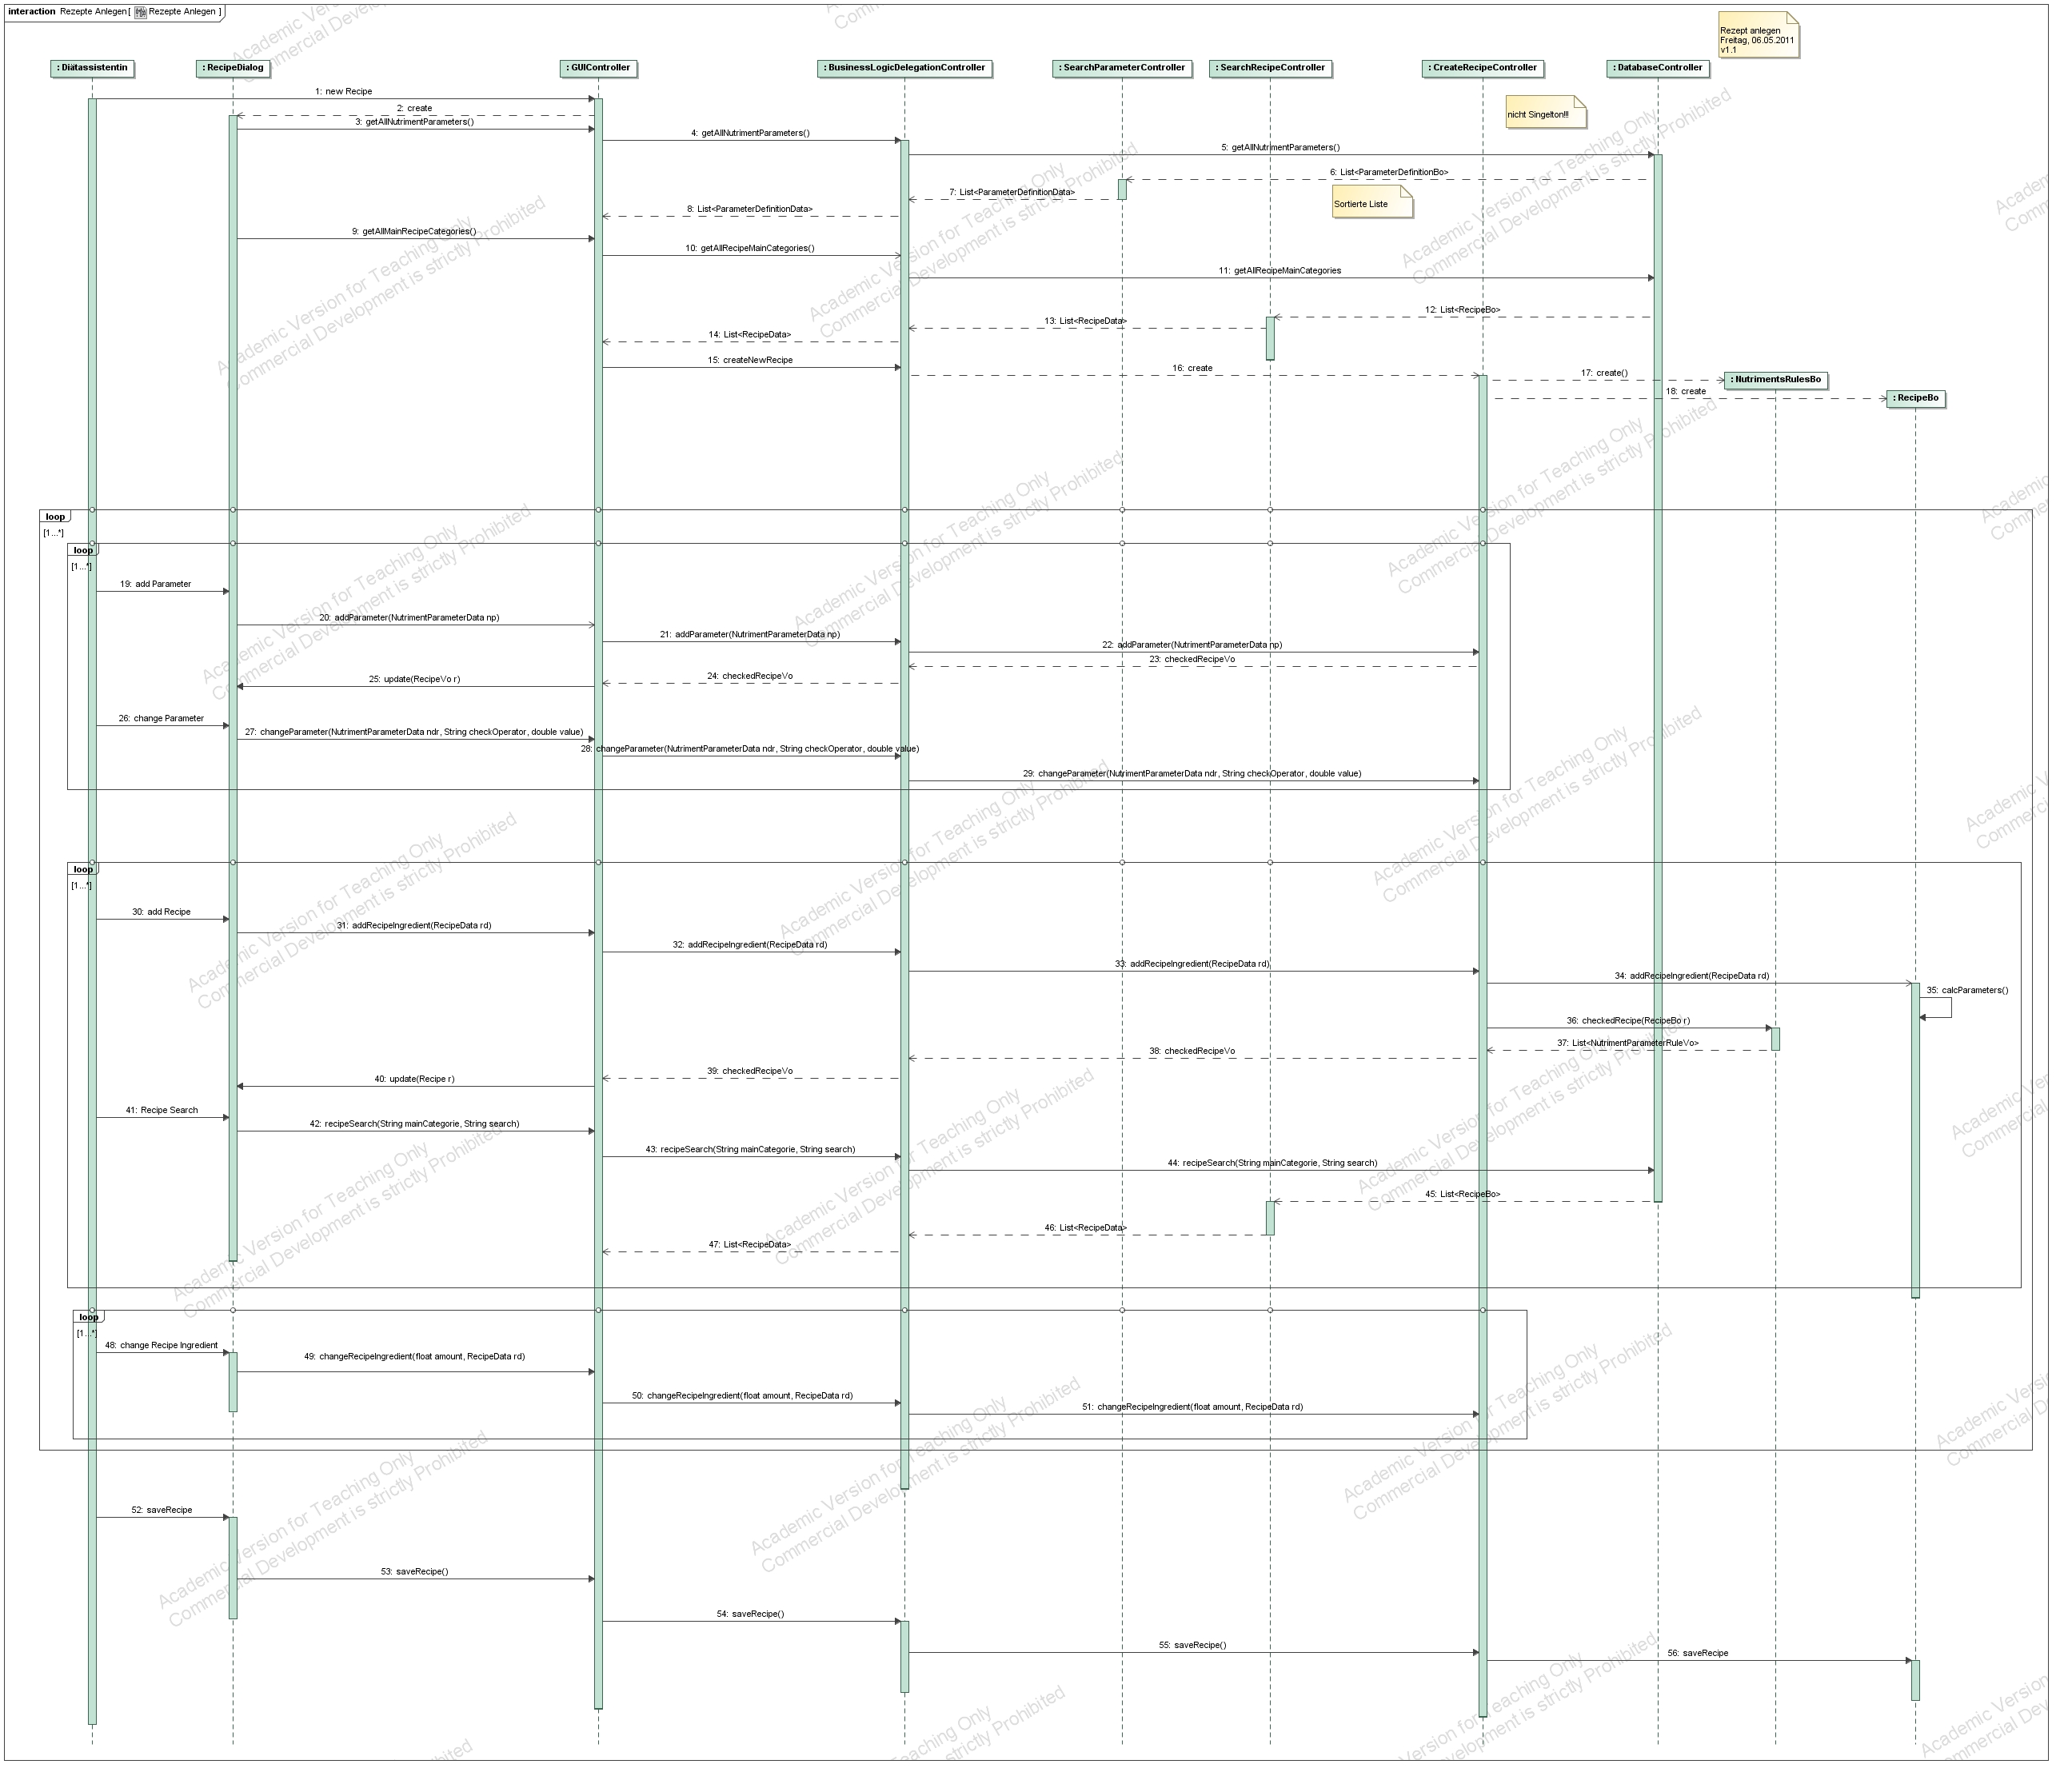 interaction Rezepte Anlegen [ Rezepte Anlegen ]
Rezept anlegen
Freitag, 06.05.2011
v1.1
: Diätassistentin
: RecipeDialog
: GUIController
: BusinessLogicDelegationController
: SearchParameterController
: SearchRecipeController
: CreateRecipeController
: DatabaseController
1: new Recipe
2: create
nicht Singelton!!!
3: getAllNutrimentParameters()
4: getAllNutrimentParameters()
5: getAllNutrimentParameters()
6: List<ParameterDefinitionBo>
7: List<ParameterDefinitionData>
Sortierte Liste
8: List<ParameterDefinitionData>
9: getAllMainRecipeCategories()
10: getAllRecipeMainCategories()
11: getAllRecipeMainCategories
12: List<RecipeBo>
13: List<RecipeData>
14: List<RecipeData>
15: createNewRecipe
16: create
17: create()
: NutrimentsRulesBo
18: create
: RecipeBo
loop
[1...*]
loop
[1...*]
19: add Parameter
20: addParameter(NutrimentParameterData np)
21: addParameter(NutrimentParameterData np)
22: addParameter(NutrimentParameterData np)
23: checkedRecipeVo
24: checkedRecipeVo
25: update(RecipeVo r)
26: change Parameter
27: changeParameter(NutrimentParameterData ndr, String checkOperator, double value)
28: changeParameter(NutrimentParameterData ndr, String checkOperator, double value)
29: changeParameter(NutrimentParameterData ndr, String checkOperator, double value)
loop
[1...*]
30: add Recipe
31: addRecipeIngredient(RecipeData rd)
32: addRecipeIngredient(RecipeData rd)
33: addRecipeIngredient(RecipeData rd)
34: addRecipeIngredient(RecipeData rd)
35: calcParameters()
36: checkedRecipe(RecipeBo r)
37: List<NutrimentParameterRuleVo>
38: checkedRecipeVo
39: checkedRecipeVo
40: update(Recipe r)
41: Recipe Search
42: recipeSearch(String mainCategorie, String search)
43: recipeSearch(String mainCategorie, String search)
44: recipeSearch(String mainCategorie, String search)
45: List<RecipeBo>
46: List<RecipeData>
47: List<RecipeData>
loop
[1...*]
48: change Recipe Ingredient
49: changeRecipeIngredient(float amount, RecipeData rd)
50: changeRecipeIngredient(float amount, RecipeData rd)
51: changeRecipeIngredient(float amount, RecipeData rd)
52: saveRecipe
53: saveRecipe()
54: saveRecipe()
55: saveRecipe()
56: saveRecipe
Academic Version for Teaching Only
Commercial Development is strictly Prohibited